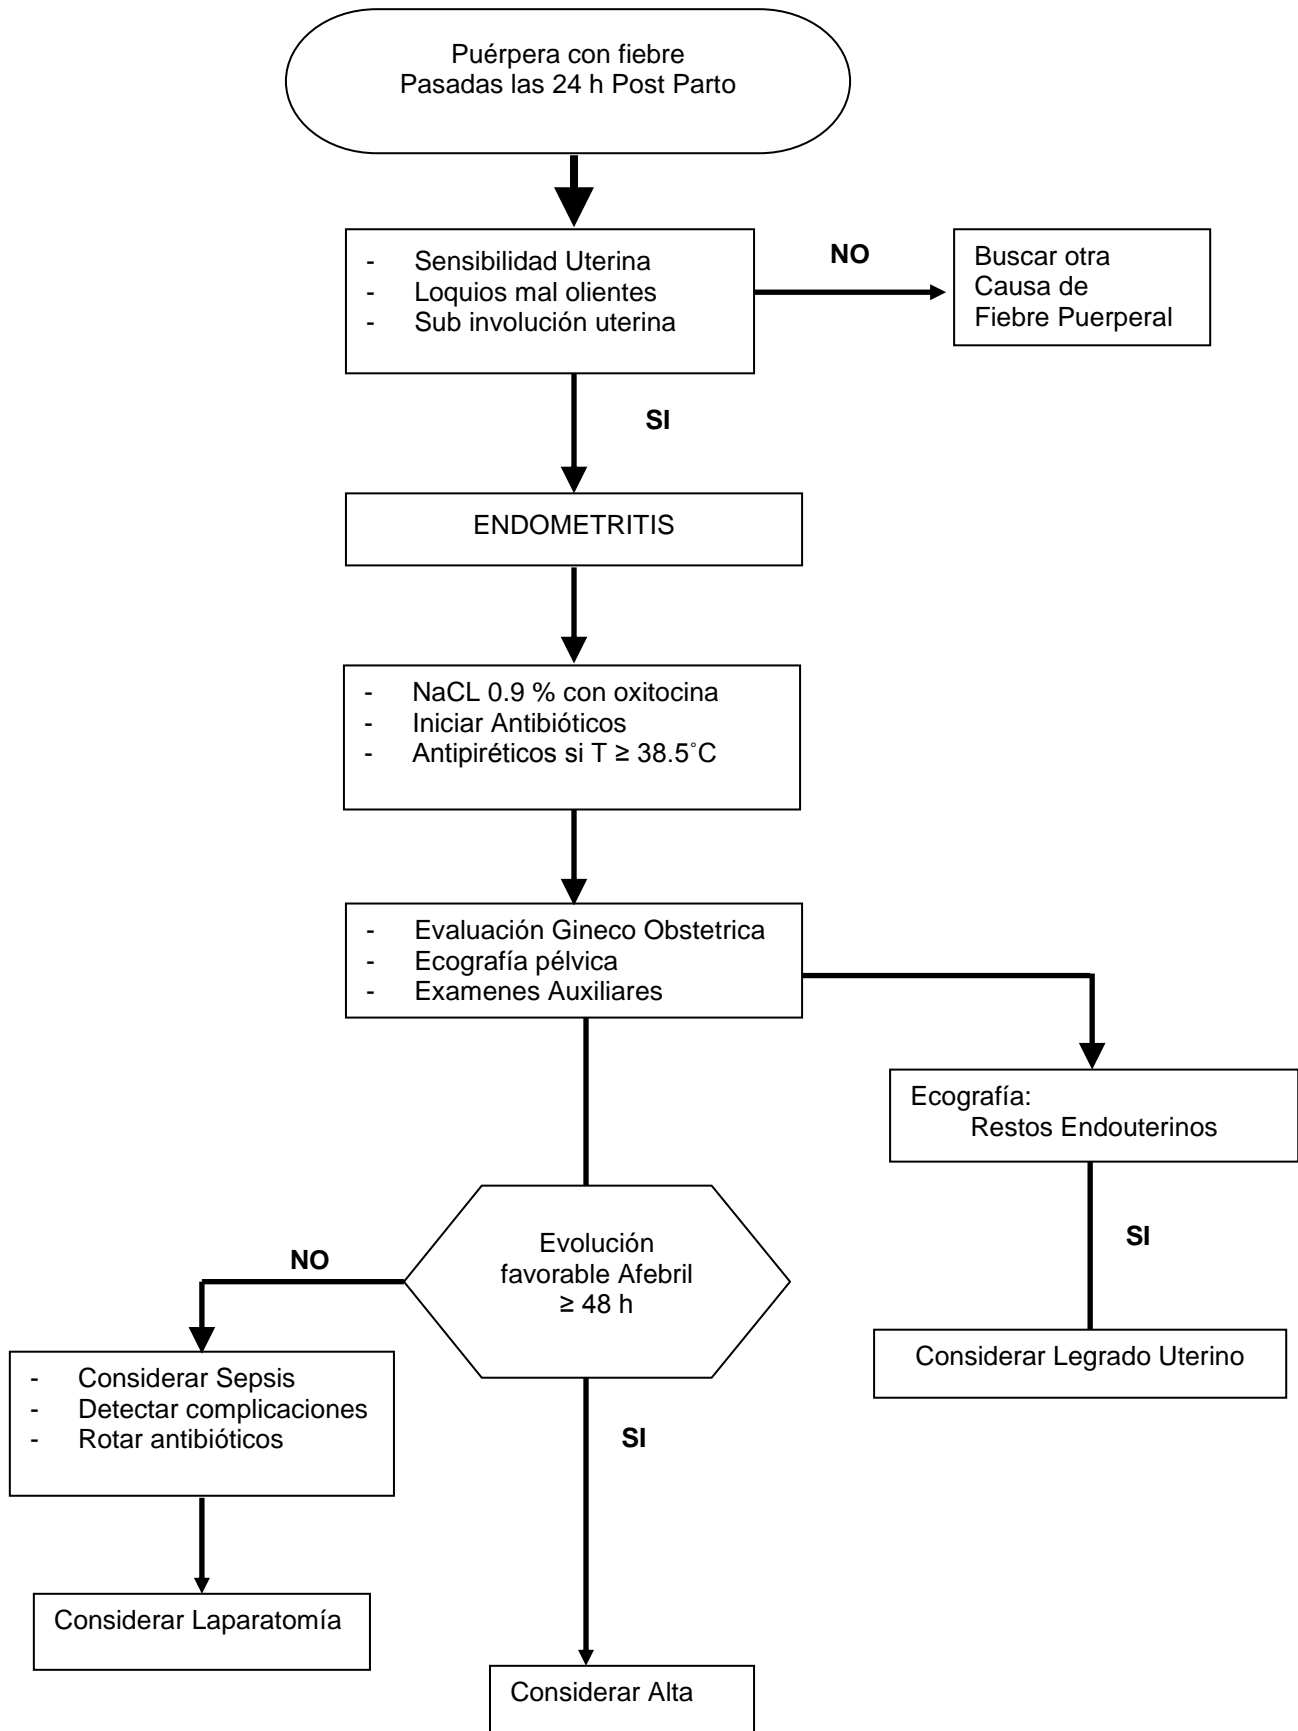 Puérpera con fiebre
Pasadas las 24 h Post Parto
- Sensibilidad Uterina
- Loquios mal olientes
- Sub involución uterina
NO
Buscar otra
Causa de
Fiebre Puerperal
SI
ENDOMETRITIS
- NaCL 0.9 % con oxitocina
- Iniciar Antibióticos
- Antipiréticos si T ≥ 38.5˚C
- Evaluación Gineco Obstetrica
- Ecografía pélvica
- Examenes Auxiliares
Ecografía:
Restos Endouterinos
SI
Considerar Legrado Uterino
Evolución
favorable Afebril
≥ 48 h
NO
- Considerar Sepsis
- Detectar complicaciones
- Rotar antibióticos
SI
Considerar Laparatomía
Considerar Alta